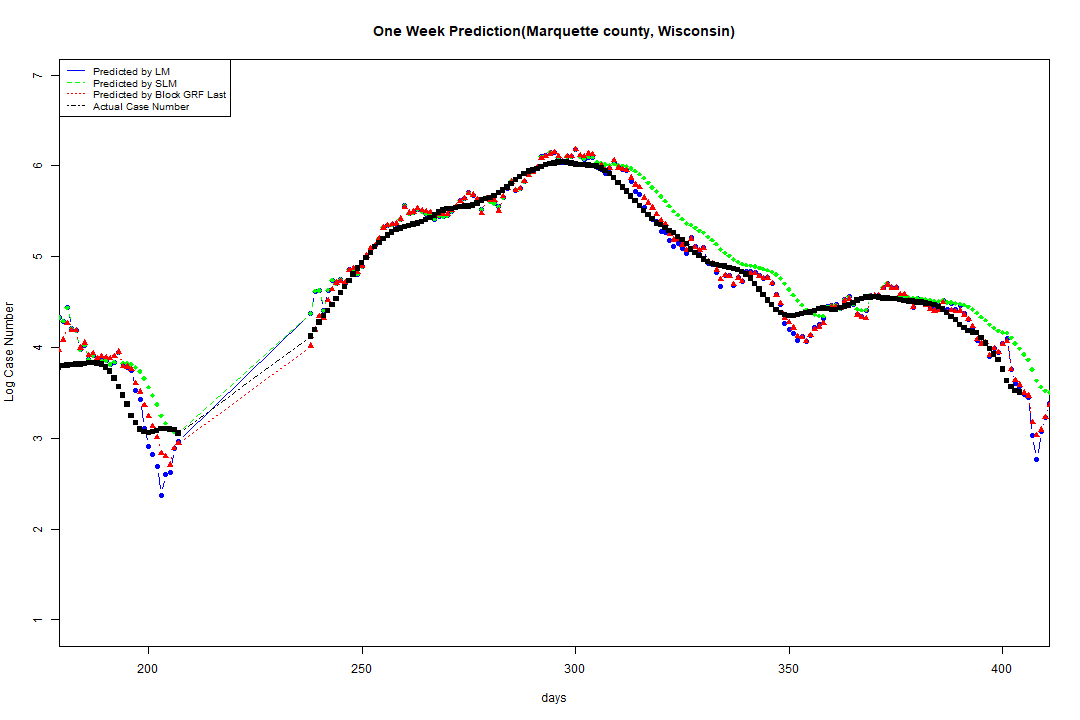 One Week Prediction(Marquette county, Wisconsin)
Predicted by LM
Predicted by SLM
Predicted by Block GRF Last
Actual Case Number
7
6
5
4
3
2
1
Log Case Number
200
250
300
350
400
days